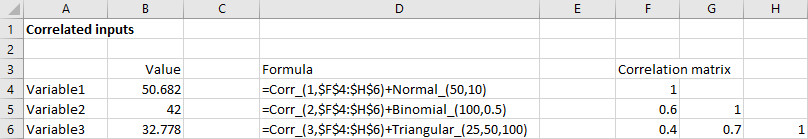 A B C D E F G H
1 Correlated inputs
2
3 Value Formula Correlation matrix
4 Variable1 50.682 =Corr_(1,$F$4:$H$6)+Normal_(50,10) 1
5 Variable2 42 =Corr_(2,$F$4:$H$6)+Binomial_(100,0.5) 0.6 1
6 Variable3 32.778 =Corr_(3,$F$4:$H$6)+Triangular_(25,50,100) 0.4 0.7 1